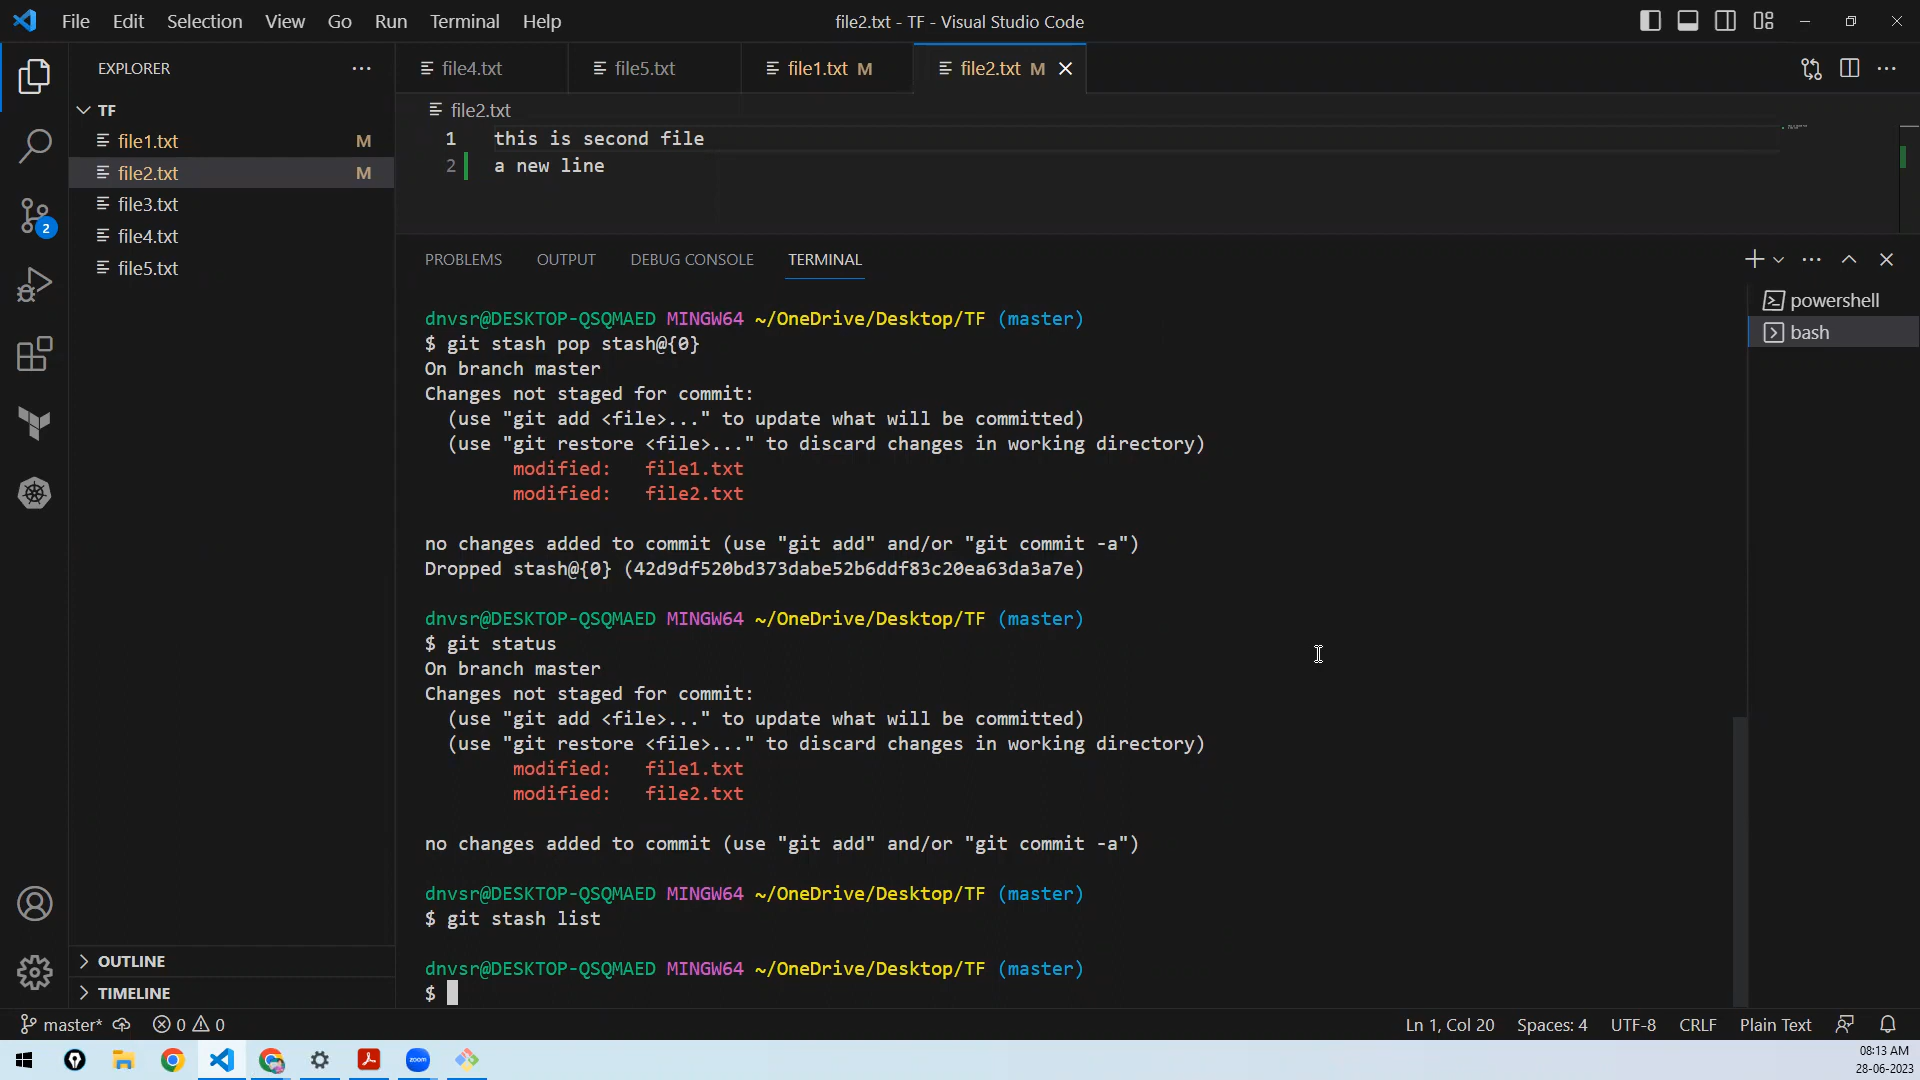 File Edit Selection View Go Run Terminal Help
file2.txt - TF - Visual Studio Code
EXPLORER
TF
file1.txt M
file2.txt M
file3.txt
file4.txt
file5.txt
OUTLINE
TIMELINE
2
file4.txt file5.txt file1.txt M file2.txt M
file2.txt
1 this is second file
2 a new line
PROBLEMS OUTPUT DEBUG CONSOLE TERMINAL
powershell
bash
dnvsr@DESKTOP-QSQMAED MINGW64 ~/OneDrive/Desktop/TF (master)
$ git stash pop stash@{0}
On branch master
Changes not staged for commit:
  (use "git add <file>..." to update what will be committed)
  (use "git restore <file>..." to discard changes in working directory)
        modified:   file1.txt
        modified:   file2.txt
no changes added to commit (use "git add" and/or "git commit -a")
Dropped stash@{0} (42d9df520bd373dabe52b6ddf83c20ea63da3a7e)
dnvsr@DESKTOP-QSQMAED MINGW64 ~/OneDrive/Desktop/TF (master)
$ git status
On branch master
Changes not staged for commit:
  (use "git add <file>..." to update what will be committed)
  (use "git restore <file>..." to discard changes in working directory)
        modified:   file1.txt
        modified:   file2.txt
no changes added to commit (use "git add" and/or "git commit -a")
dnvsr@DESKTOP-QSQMAED MINGW64 ~/OneDrive/Desktop/TF (master)
$ git stash list
dnvsr@DESKTOP-QSQMAED MINGW64 ~/OneDrive/Desktop/TF (master)
$
master* 0 0 Ln 1, Col 20 Spaces: 4 UTF-8 CRLF Plain Text
zoom
08:13 AM
28-06-2023